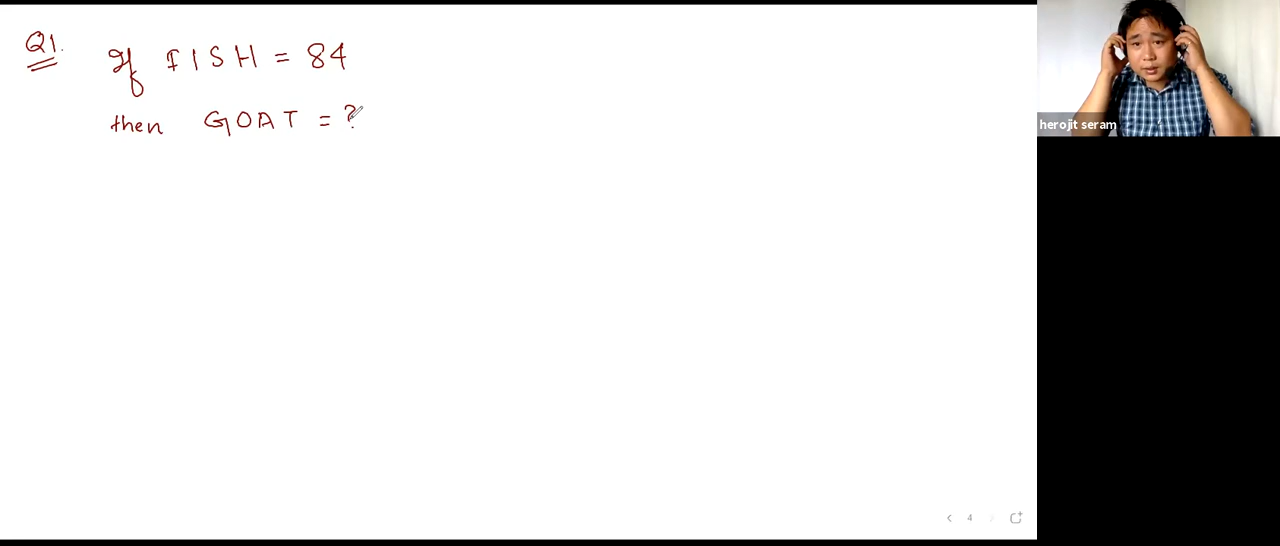 Q1. If FISH = 84
then GOAT = ?
herojit seram
4